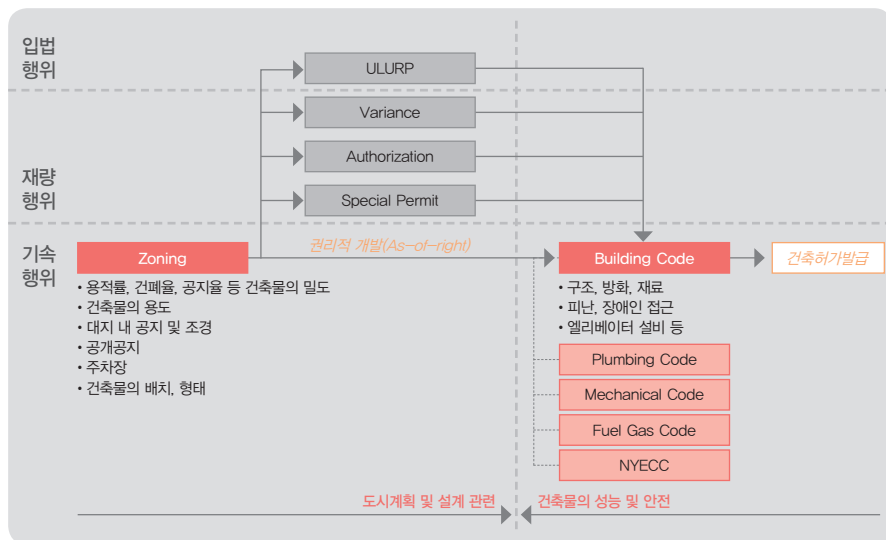 입법
행위
ULURP
Variance
Authorization
재량
행위
Special Permit
기속
행위
Zoning
권리적 개발(As-of-right)
Building Code
건축허가발급
• 용적률, 건폐율, 공지율 등 건축물의 밀도
• 건축물의 용도
• 대지 내 공지 및 조경
• 공개공지
• 주차장
• 건축물의 배치, 형태
• 구조, 방화, 재료
• 피난, 장애인 접근
• 엘리베이터 설비 등
Plumbing Code
Mechanical Code
Fuel Gas Code
NYECC
도시계획 및 설계 관련
건축물의 성능 및 안전